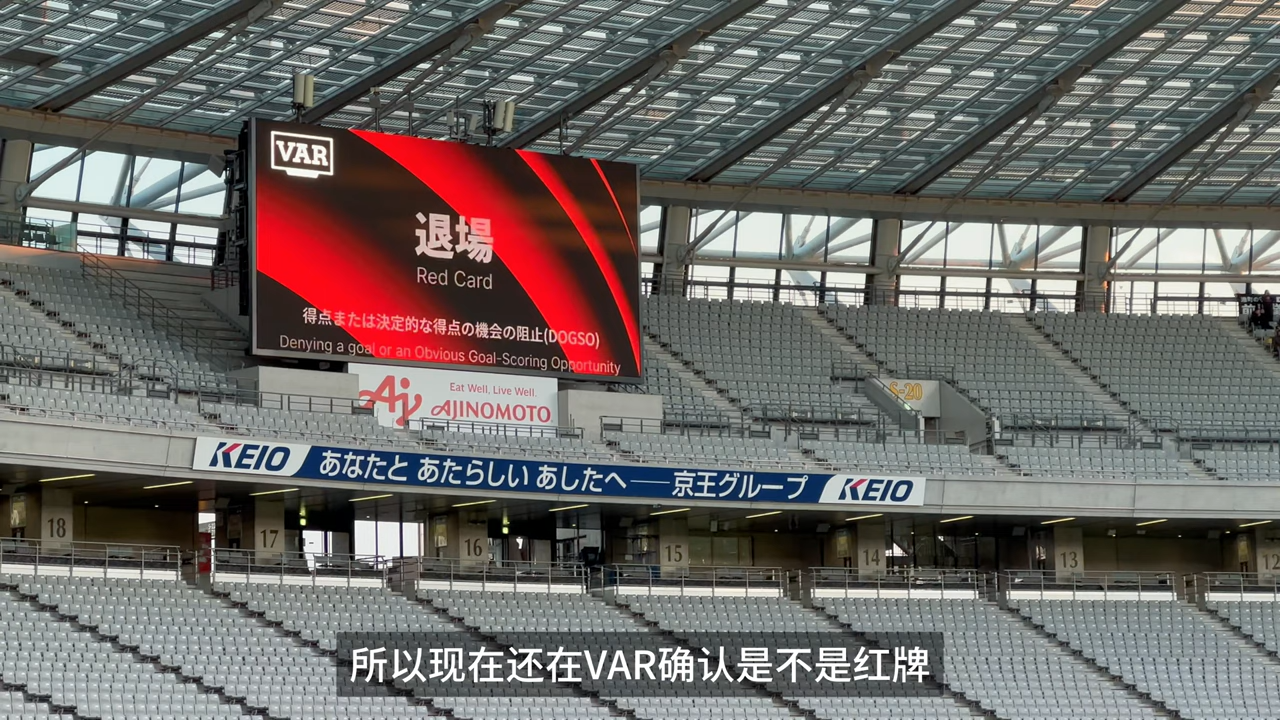 VAR
退場
Red Card
得点または決定的な得点の機会の阻止(DOGSO)
Denying a goal or an Obvious Goal-Scoring Opportunity
Eat Well, Live Well.
AJINOMOTO
S-20
KEIO あなたと あたらしい あしたへ──京王グループ KEIO
18 17 16 15 14 13 12
所以现在还在VAR确认是不是红牌